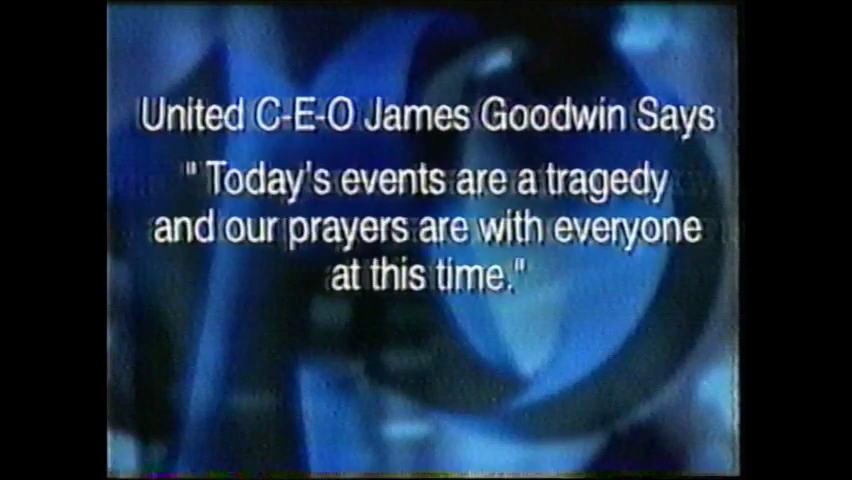 United C-E-O James Goodwin Says
" Today's events are a tragedy
and our prayers are with everyone
at this time."